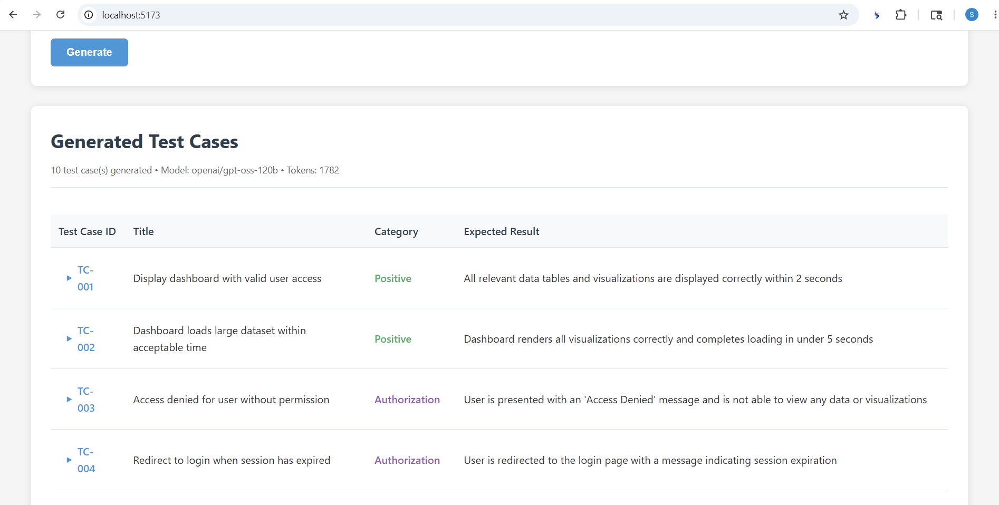 localhost:5173
S
Generate
Generated Test Cases
10 test case(s) generated • Model: openai/gpt-oss-120b • Tokens: 1782
Test Case ID Title Category Expected Result
TC-
001
Display dashboard with valid user access
Positive
All relevant data tables and visualizations are displayed correctly within 2 seconds
TC-
002
Dashboard loads large dataset within
acceptable time
Positive
Dashboard renders all visualizations correctly and completes loading in under 5 seconds
TC-
003
Access denied for user without permission
Authorization
User is presented with an 'Access Denied' message and is not able to view any data or visualizations
TC-
004
Redirect to login when session has expired
Authorization
User is redirected to the login page with a message indicating session expiration